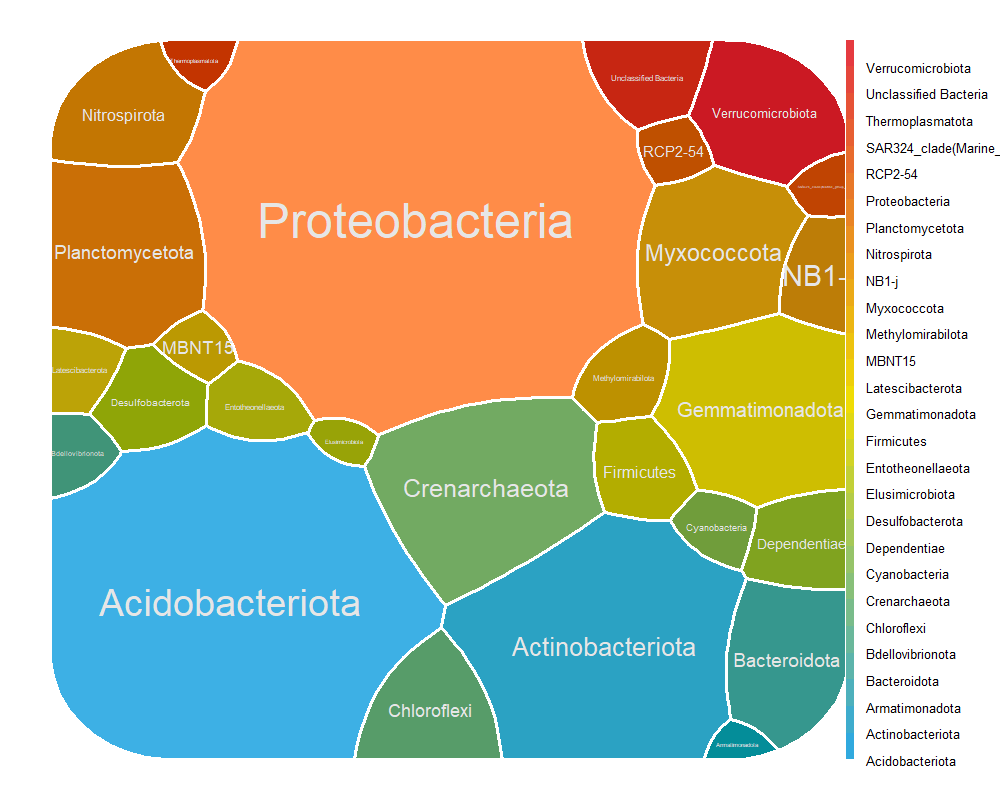 Thermoplasmatota
Nitrospirota
Unclassified Bacteria
Verrucomicrobiota
RCP2-54
Proteobacteria
Planctomycetota
Myxococcota
NB1-
MBNT15
Latescibacterota
Desulfobacterota
Entotheonellaeota
Methylomirabilota
Gemmatimonadota
Elusimicrobiota
Bdellovibrionota
Firmicutes
Crenarchaeota
Cyanobacteria
Dependentiae
Acidobacteriota
Actinobacteriota
Bacteroidota
Chloroflexi
Armatimonadota
Verrucomicrobiota
Unclassified Bacteria
Thermoplasmatota
SAR324_clade(Marine_
RCP2-54
Proteobacteria
Planctomycetota
Nitrospirota
NB1-j
Myxococcota
Methylomirabilota
MBNT15
Latescibacterota
Gemmatimonadota
Firmicutes
Entotheonellaeota
Elusimicrobiota
Desulfobacterota
Dependentiae
Cyanobacteria
Crenarchaeota
Chloroflexi
Bdellovibrionota
Bacteroidota
Armatimonadota
Actinobacteriota
Acidobacteriota